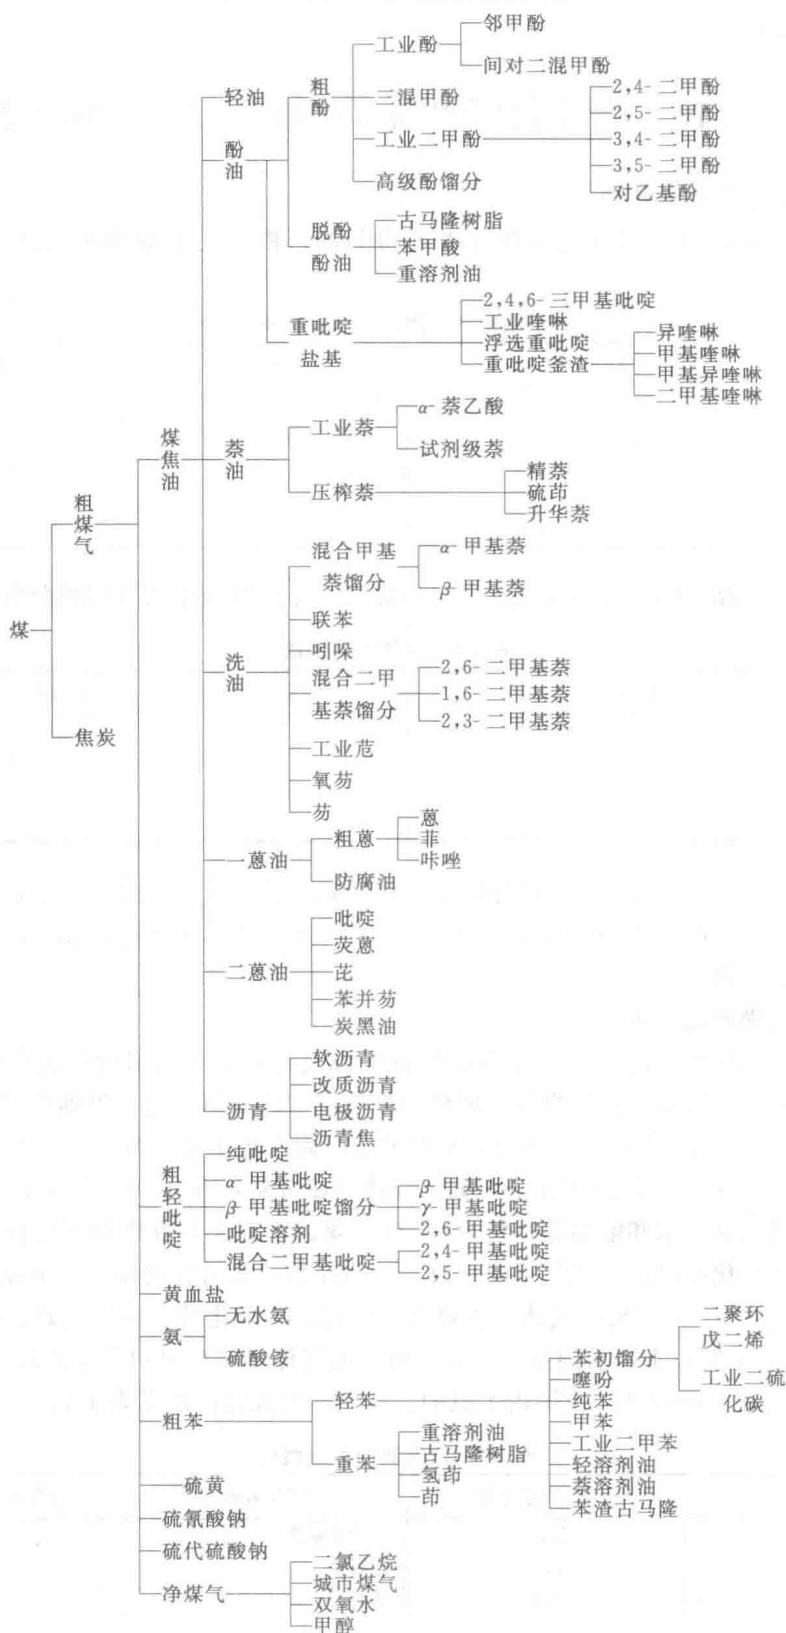 邻甲酚
工业酚
间对二混甲酚
粗酚
轻油
三混甲酚
2,4-二甲酚
2,5-二甲酚
酚油
工业二甲酚
3,4-二甲酚
3,5-二甲酚
高级酚馏分
对乙基酚
脱酚
酚油
古马隆树脂
苯甲酸
重溶剂油
重吡啶
盐基
2,4,6-三甲基吡啶
工业喹啉
浮选重吡啶
重吡啶釜渣
异喹啉
甲基喹啉
甲基异喹啉
二甲基喹啉
煤焦油
萘油
工业萘
α-萘乙酸
试剂级萘
压榨萘
精萘
硫茚
升华萘
粗煤气
煤
焦炭
洗油
混合甲基
萘馏分
α-甲基萘
β-甲基萘
联苯
吲哚
混合二甲
基萘馏分
2,6-二甲基萘
1,6-二甲基萘
2,3-二甲基萘
工业苊
氧芴
芴
一蒽油
粗蒽
蒽
菲
咔唑
防腐油
二蒽油
吡啶
荧蒽
芘
苯并芴
炭黑油
沥青
软沥青
改质沥青
电极沥青
沥青焦
粗轻吡啶
纯吡啶
α-甲基吡啶
β-甲基吡啶馏分
β-甲基吡啶
γ-甲基吡啶
2,6-甲基吡啶
吡啶溶剂
混合二甲基吡啶
2,4-甲基吡啶
2,5-甲基吡啶
黄血盐
氨
无水氨
硫酸铵
粗苯
轻苯
苯初馏分
二聚环
戊二烯
工业二硫
化碳
噻吩
纯苯
甲苯
工业二甲苯
轻溶剂油
萘溶剂油
苯渣古马隆
重苯
重溶剂油
古马隆树脂
氢茚
茚
硫黄
硫氰酸钠
硫代硫酸钠
净煤气
二氯乙烷
城市煤气
双氧水
甲醇